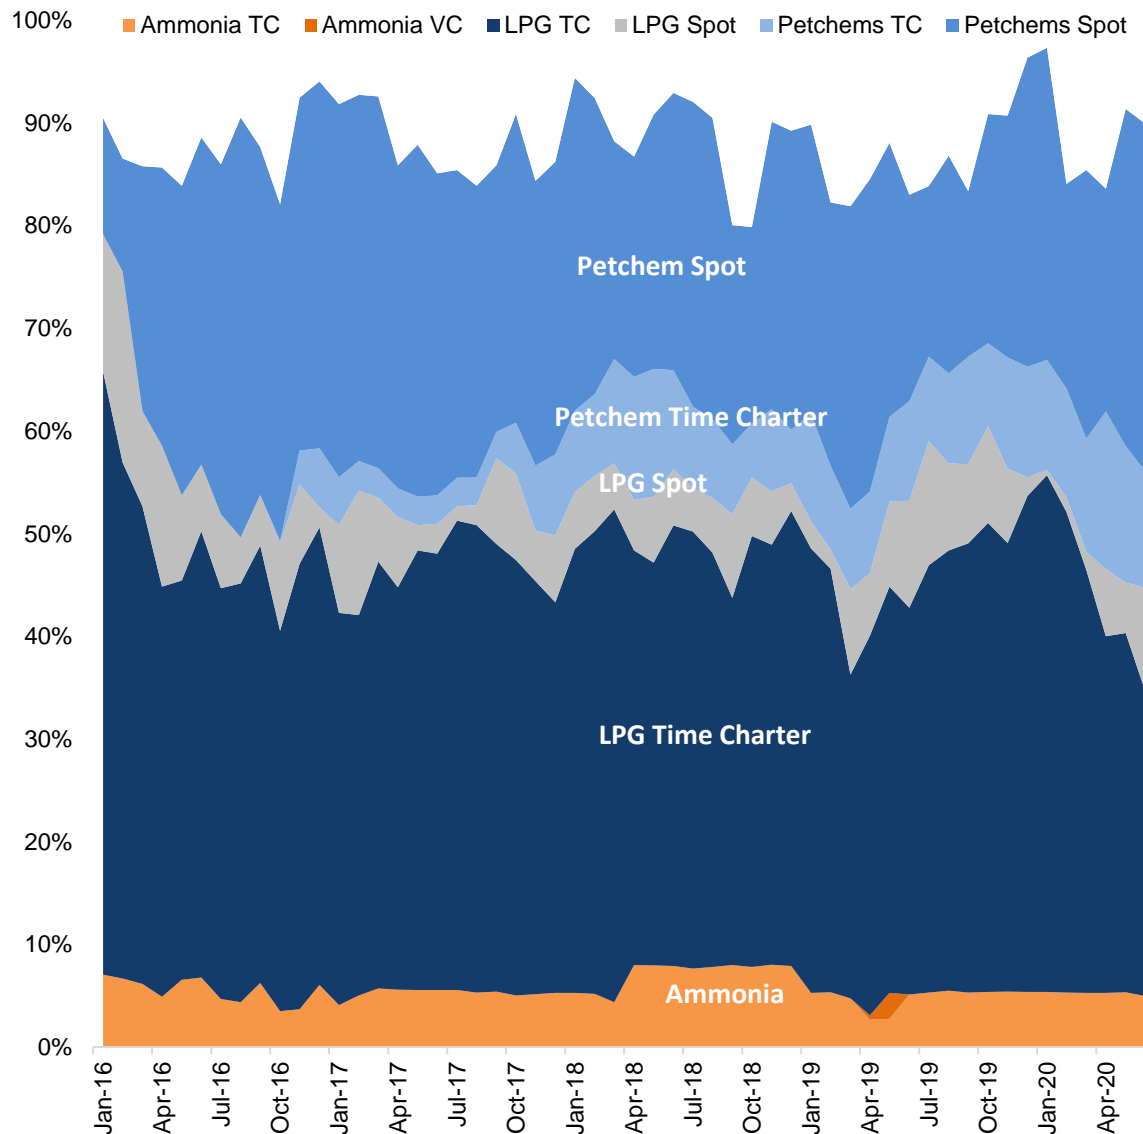 100%
Ammonia TC Ammonia VC LPG TC LPG Spot Petchems TC Petchems Spot
90%
80%
Petchem Spot
70%
60%
Petchem Time Charter
LPG Spot
50%
40%
30%
LPG Time Charter
20%
10%
Ammonia
0%
Jan-16 Apr-16 Jul-16 Oct-16 Jan-17 Apr-17 Jul-17 Oct-17 Jan-18 Apr-18 Jul-18 Oct-18 Jan-19 Apr-19 Jul-19 Oct-19 Jan-20 Apr-20